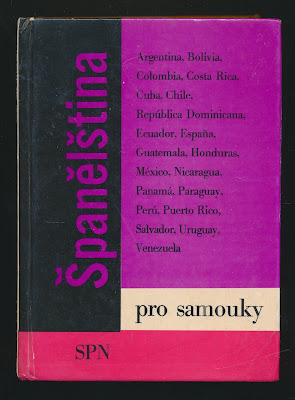 Španělština
Argentina, Bolívia,
Colombia, Costa Rica,
Cuba, Chile,
República Dominicana,
Ecuador, España,
Guatemala, Honduras,
México, Nicaragua,
Panamá, Paraguay,
Perú, Puerto Rico,
Salvador, Uruguay,
Venezuela
pro samouky
SPN